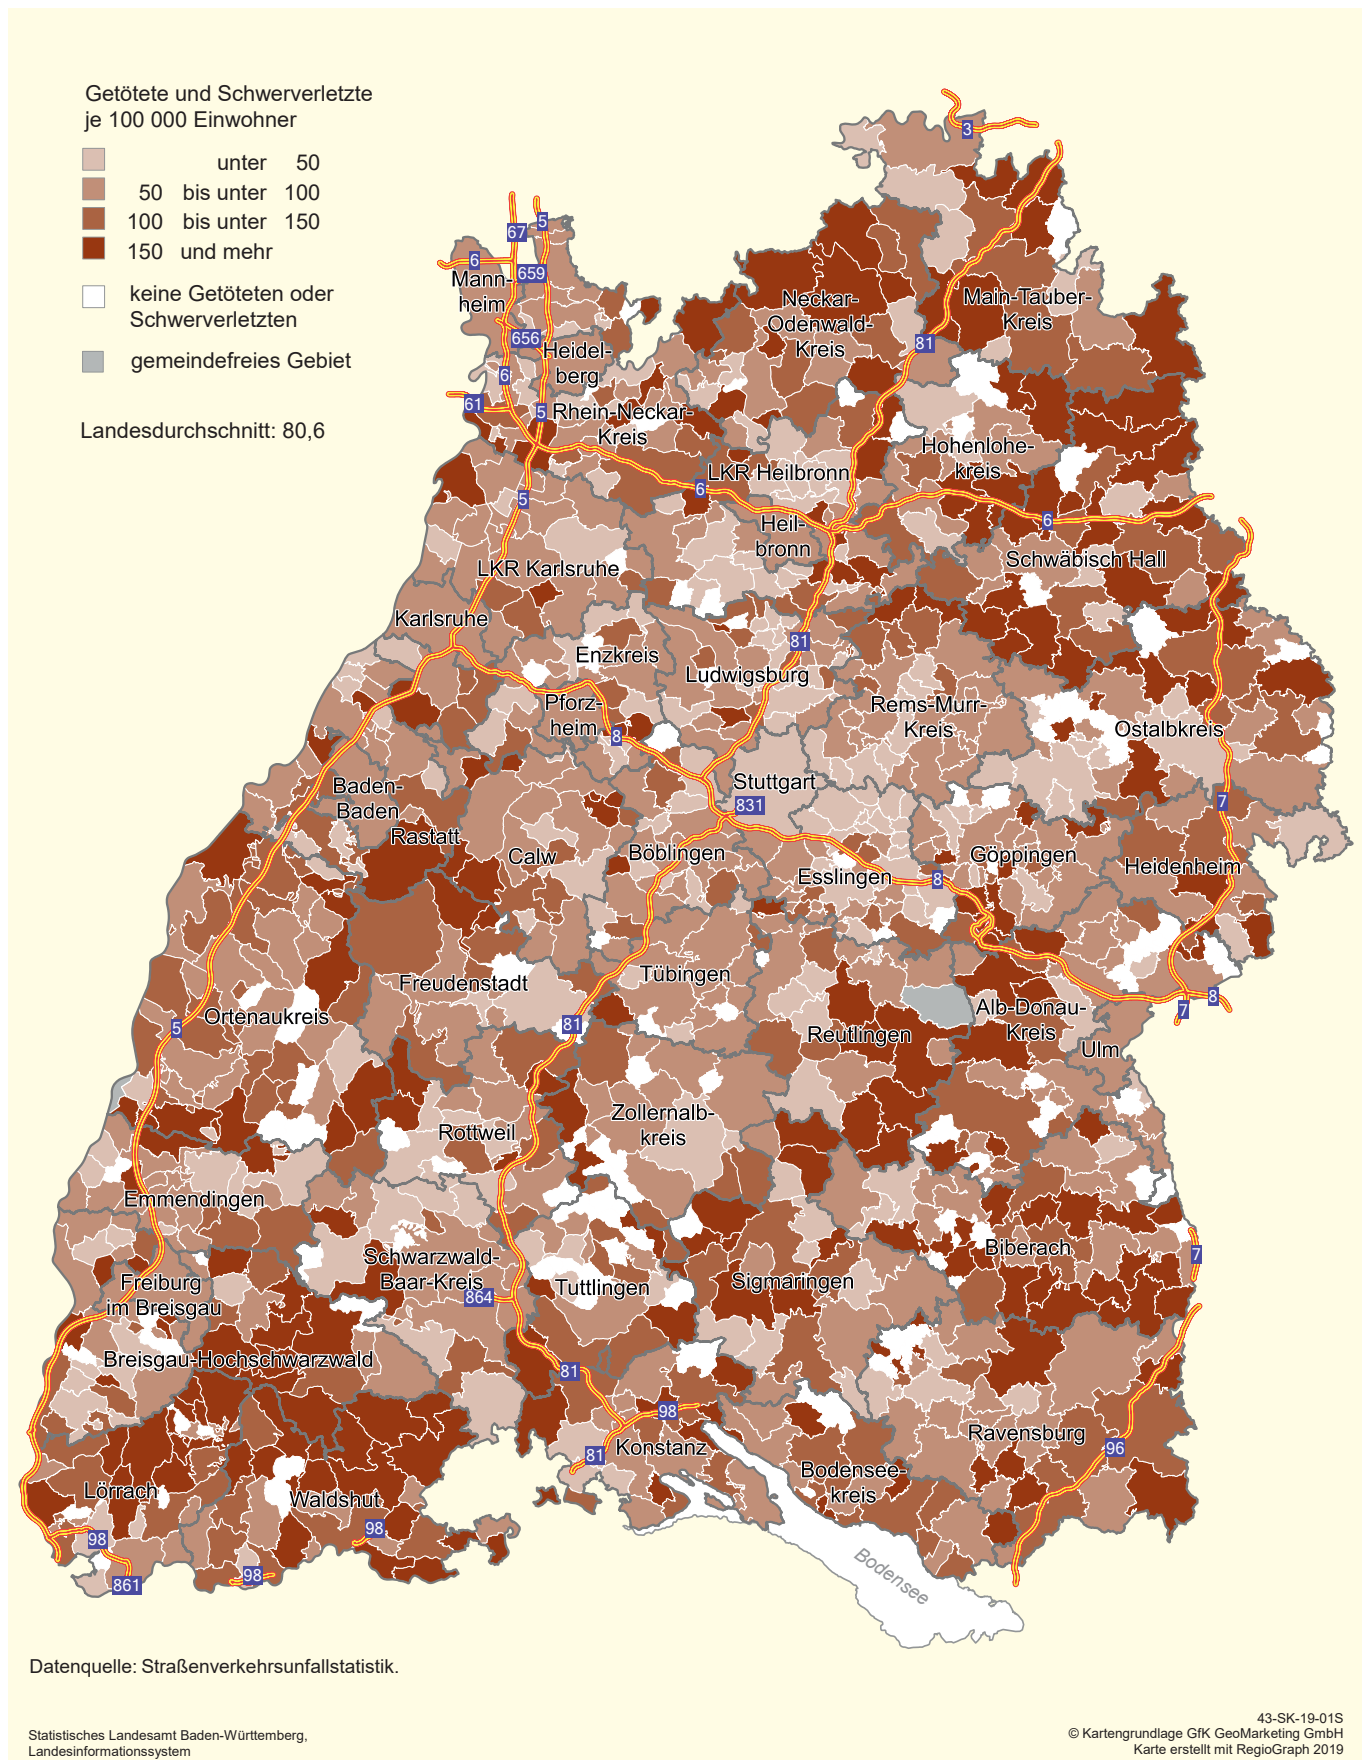 Getötete und Schwerverletzte
je 100 000 Einwohner
unter 50
50 bis unter 100
100 bis unter 150
150 und mehr
keine Getöteten oder
Schwerverletzten
gemeindefreies Gebiet
Landesdurchschnitt: 80,6
3
5
67
6
659
Mann-
heim
656
Heidel-
berg
6
61
5
Rhein-Neckar-
Kreis
Neckar-
Odenwald-
Kreis
Main-Tauber-
Kreis
81
Hohenlohe-
kreis
LKR Heilbronn
6
5
Heil-
bronn
6
Schwäbisch Hall
LKR Karlsruhe
Karlsruhe
Enzkreis
81
Ludwigsburg
Pforz-
heim
8
Rems-Murr-
Kreis
Ostalbkreis
Stuttgart
831
7
Baden-
Baden
Rastatt
Calw
Böblingen
Esslingen
8
Göppingen
Heidenheim
Freudenstadt
Tübingen
81
5
Ortenaukreis
Reutlingen
Alb-Donau-
Kreis
7
8
Ulm
Rottweil
Zollernalb-
kreis
Emmendingen
Schwarzwald-
Baar-Kreis
864
Tuttlingen
Sigmaringen
Biberach
7
Freiburg
im Breisgau
Breisgau-Hochschwarzwald
81
98
81
Konstanz
Ravensburg
96
Bodensee-
kreis
Lörrach
Waldshut
98
98
98
861
Bodensee
Datenquelle: Straßenverkehrsunfallstatistik.
Statistisches Landesamt Baden-Württemberg,
Landesinformationssystem
43-SK-19-01S
© Kartengrundlage GfK GeoMarketing GmbH
Karte erstellt mit RegioGraph 2019